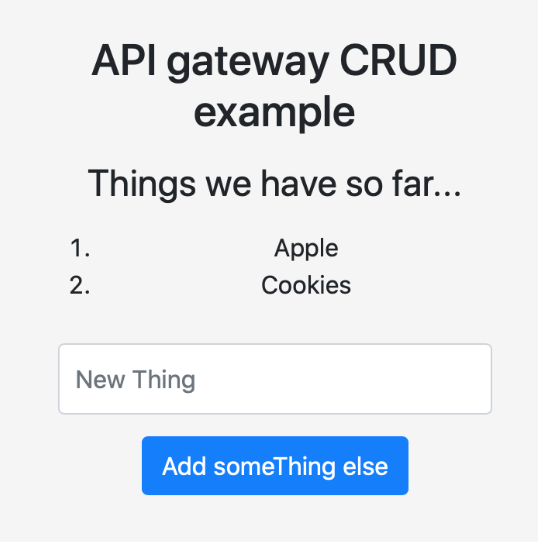 API gateway CRUD
example
Things we have so far...
1. Apple
2. Cookies
New Thing
Add someThing else